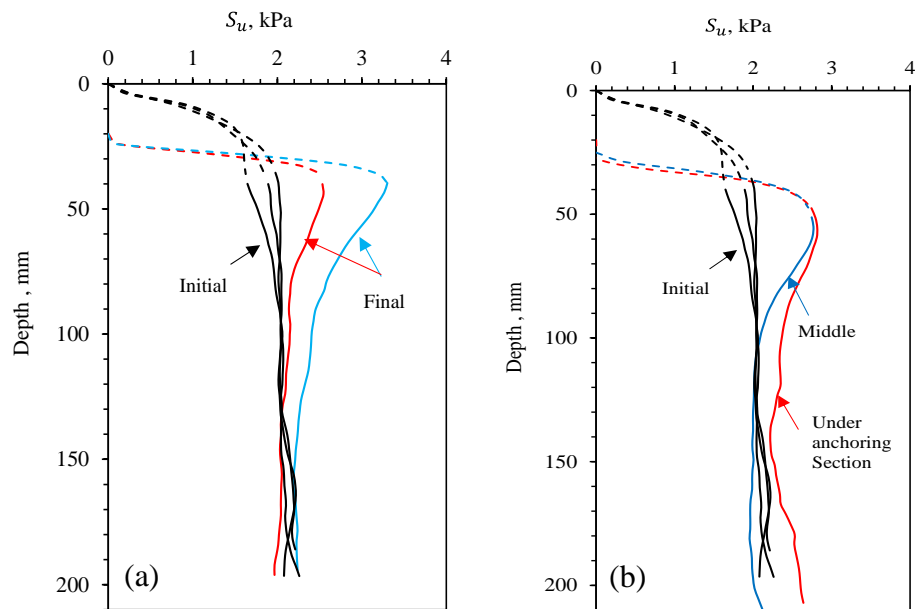 S_u, kPa
0 1 2 3 4
0
50
100
150
200
Depth , mm
Initial
Final
(a)
S_u, kPa
0 1 2 3 4
0
50
100
150
200
Depth , mm
Initial
Middle
Under
anchoring
Section
(b)